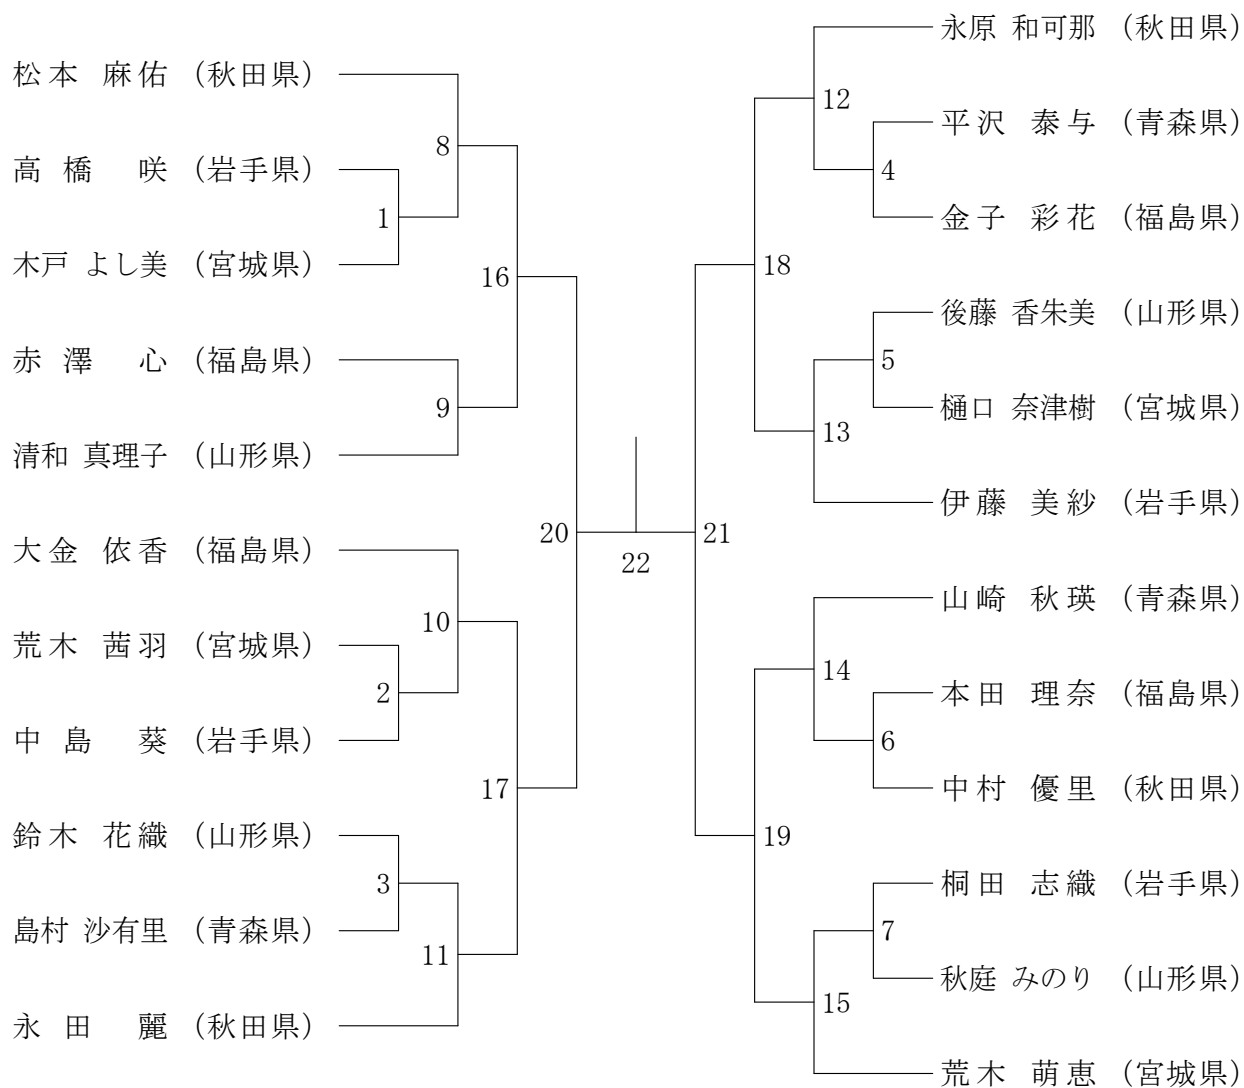 松本 麻佑 (秋田県)
8
高橋 咲 (岩手県)
1
木戸 よし美 (宮城県)
16
赤澤 心 (福島県)
9
清和 真理子 (山形県)
20
大金 依香 (福島県)
10
荒木 茜羽 (宮城県)
2
中島 葵 (岩手県)
17
鈴木 花織 (山形県)
3
島村 沙有里 (青森県)
11
永田 麗 (秋田県)
22
永原 和可那 (秋田県)
12
平沢 泰与 (青森県)
4
金子 彩花 (福島県)
18
後藤 香朱美 (山形県)
5
樋口 奈津樹 (宮城県)
13
伊藤 美紗 (岩手県)
21
山崎 秋瑛 (青森県)
14
本田 理奈 (福島県)
6
中村 優里 (秋田県)
19
桐田 志織 (岩手県)
7
秋庭 みのり (山形県)
15
荒木 萌恵 (宮城県)